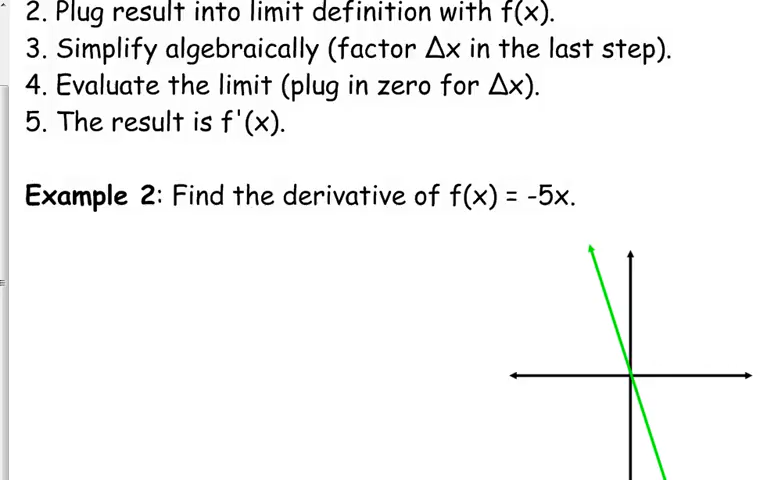 2. Plug result into limit definition with f(x).
3. Simplify algebraically (factor Δx in the last step).
4. Evaluate the limit (plug in zero for Δx).
5. The result is f'(x).
Example 2: Find the derivative of f(x) = -5x.